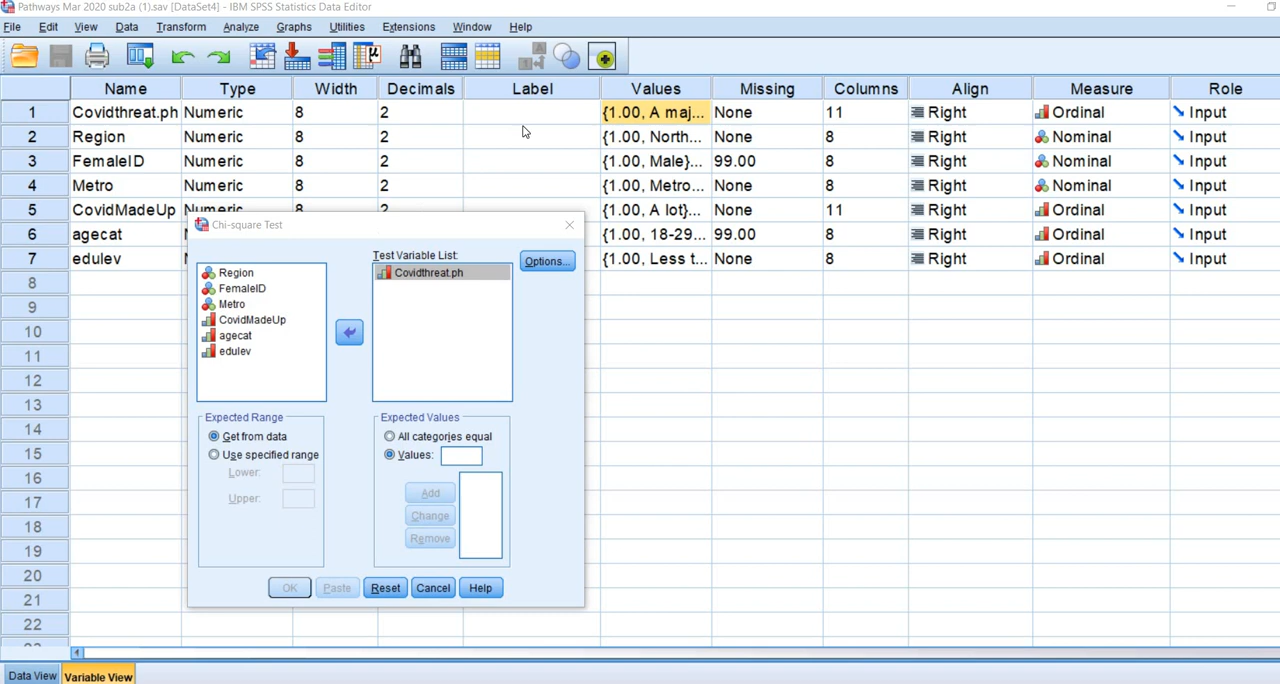 Pathways Mar 2020 sub2a (1).sav [DataSet4] - IBM SPSS Statistics Data Editor
File Edit View Data Transform Analyze Graphs Utilities Extensions Window Help
Name Type Width Decimals Label Values Missing Columns Align Measure Role
1 Covidthreat.ph Numeric 8 2 {1.00, A maj... None 11 Right Ordinal Input
2 Region Numeric 8 2 {1.00, North... None 8 Right Nominal Input
3 FemaleID Numeric 8 2 {1.00, Male}... 99.00 8 Right Nominal Input
4 Metro Numeric 8 2 {1.00, Metro... None 8 Right Nominal Input
5 CovidMadeUp Numeric 8 2 {1.00, A lot}... None 11 Right Ordinal Input
6 agecat {1.00, 18-29... 99.00 8 Right Ordinal Input
7 edulev {1.00, Less t... None 8 Right Ordinal Input
8
9
10
11
12
13
14
15
16
17
18
19
20
21
22
Chi-square Test
Test Variable List:
Options...
Region
FemaleID
Metro
CovidMadeUp
agecat
edulev
Covidthreat.ph
Expected Range
Get from data
Use specified range
Lower:
Upper:
Expected Values
All categories equal
Values:
Add
Change
Remove
OK Paste Reset Cancel Help
Data View Variable View